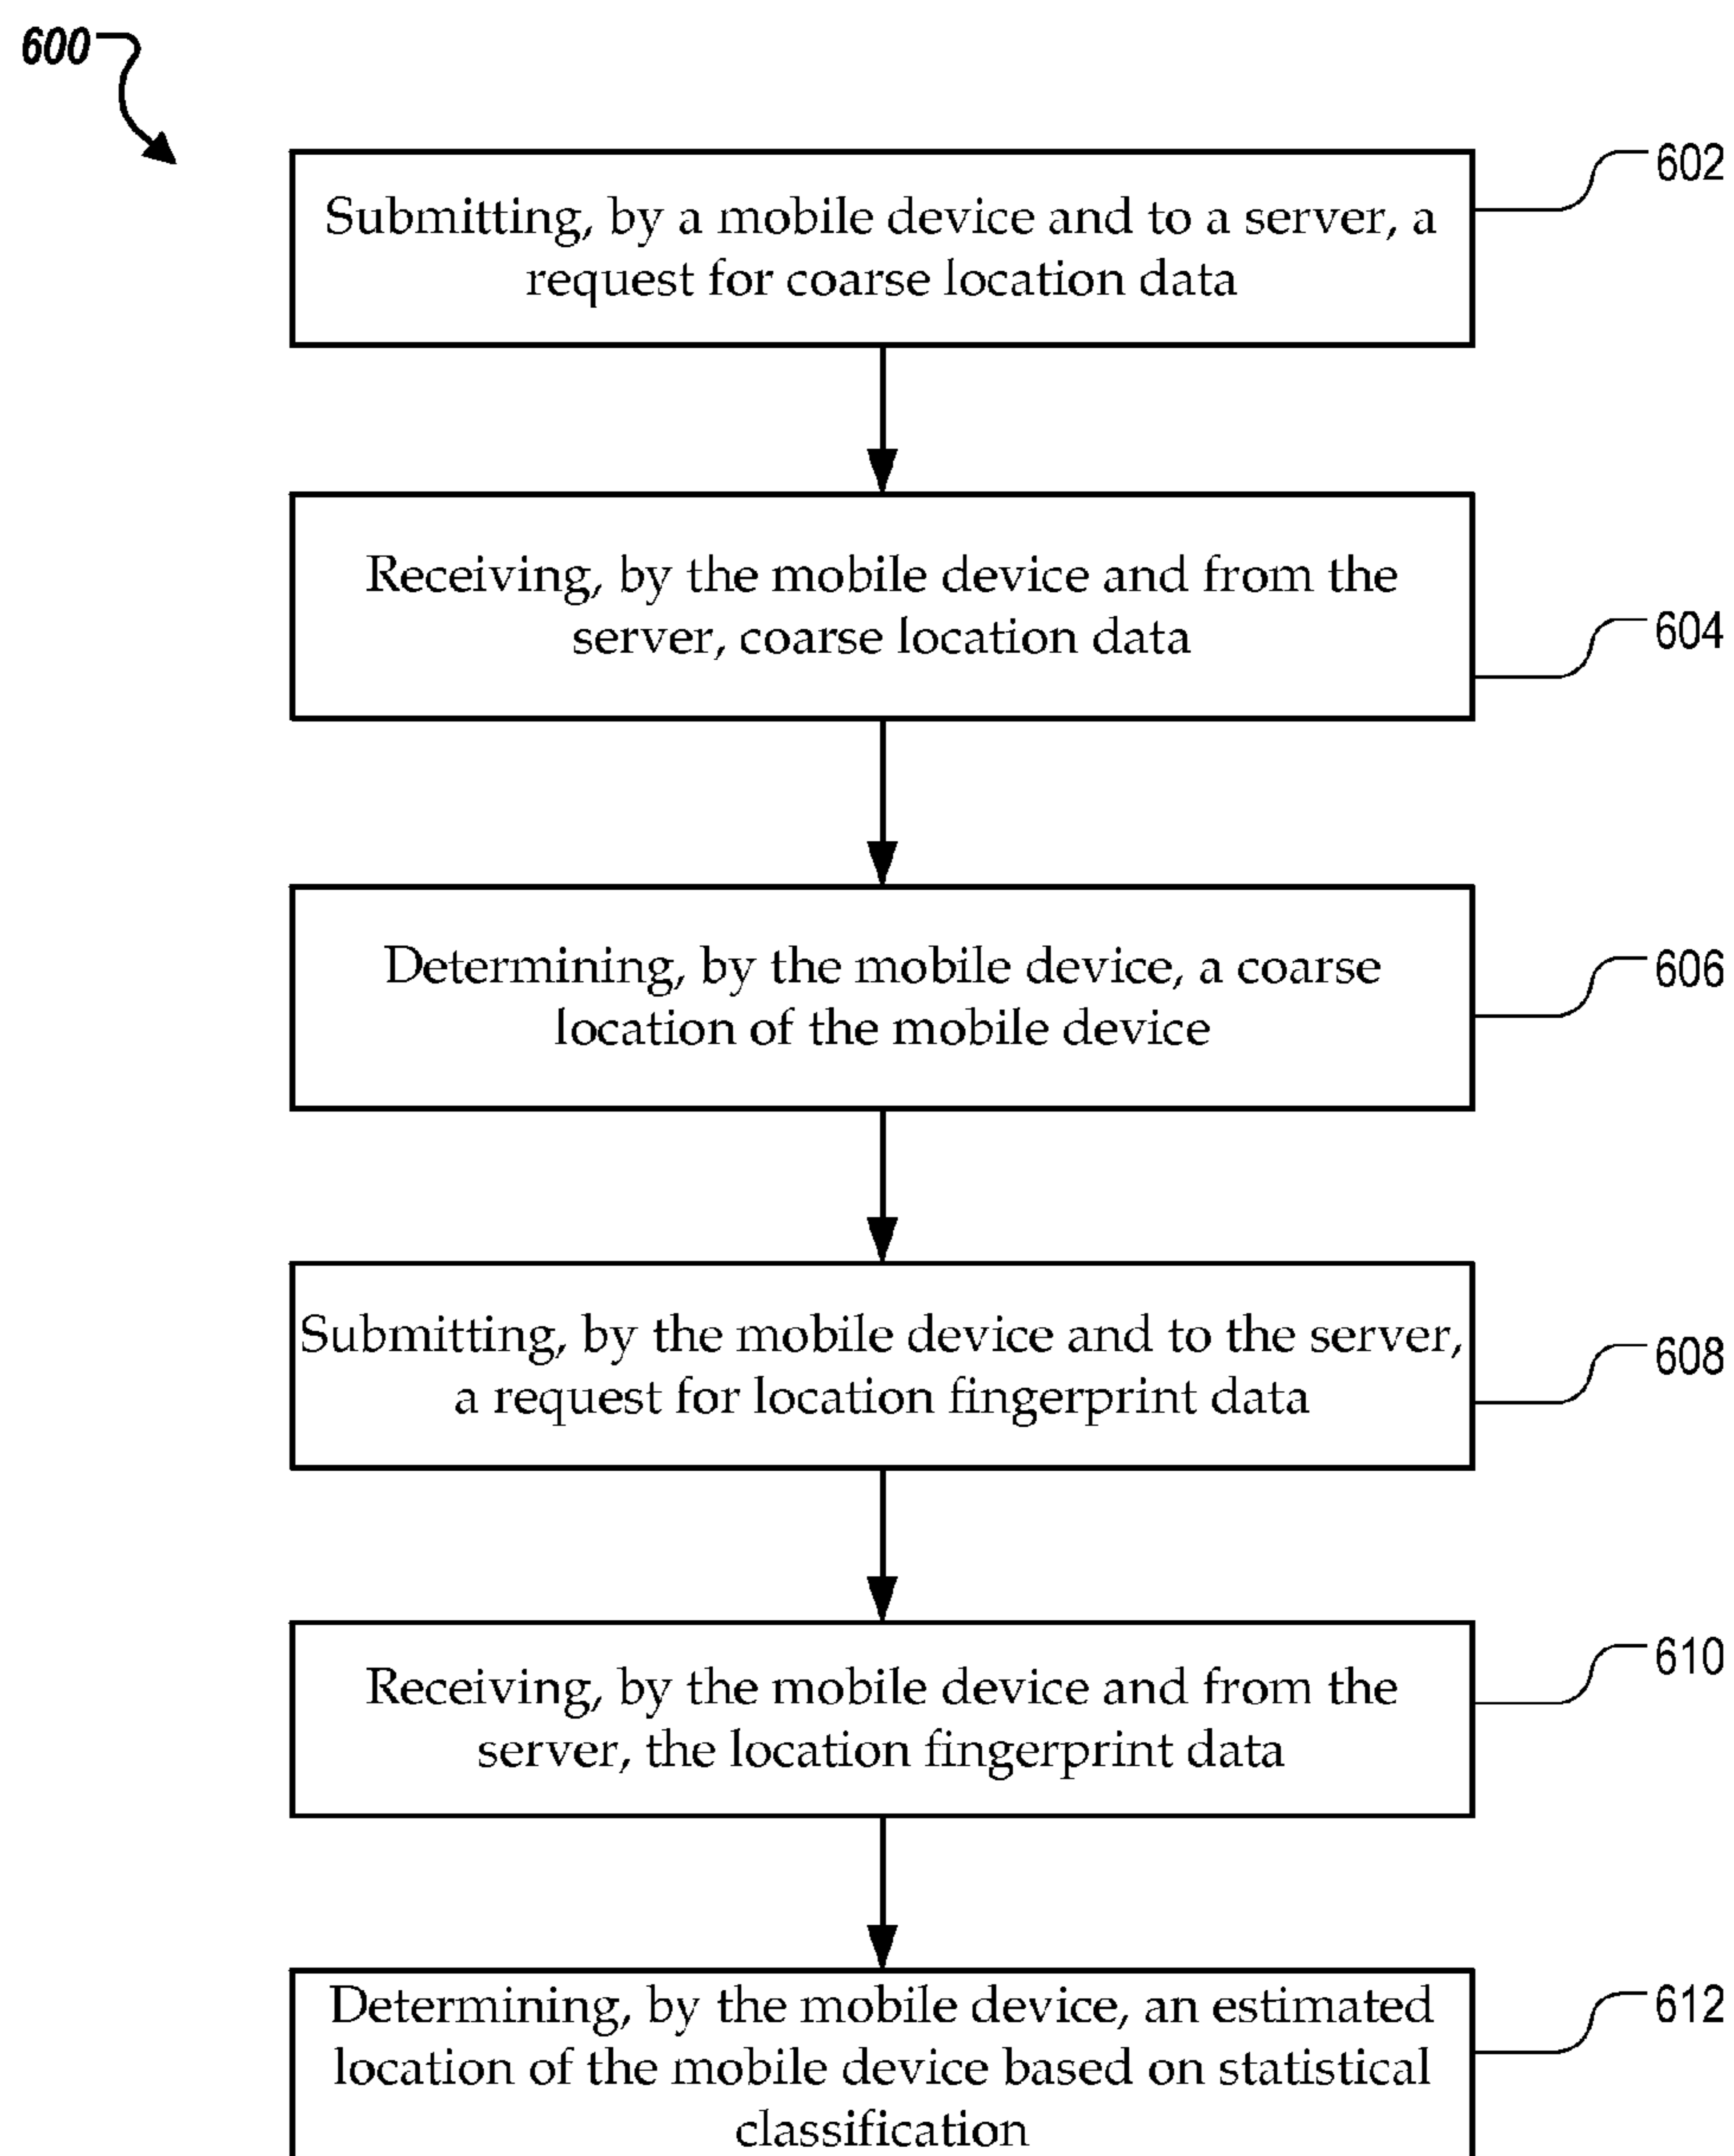 600
602
Submitting, by a mobile device and to a server, a
request for coarse location data
Receiving, by the mobile device and from the
server, coarse location data
604
Determining, by the mobile device, a coarse
location of the mobile device
606
Submitting, by the mobile device and to the server,
a request for location fingerprint data
608
Receiving, by the mobile device and from the
server, the location fingerprint data
610
Determining, by the mobile device, an estimated
location of the mobile device based on statistical
classification
612